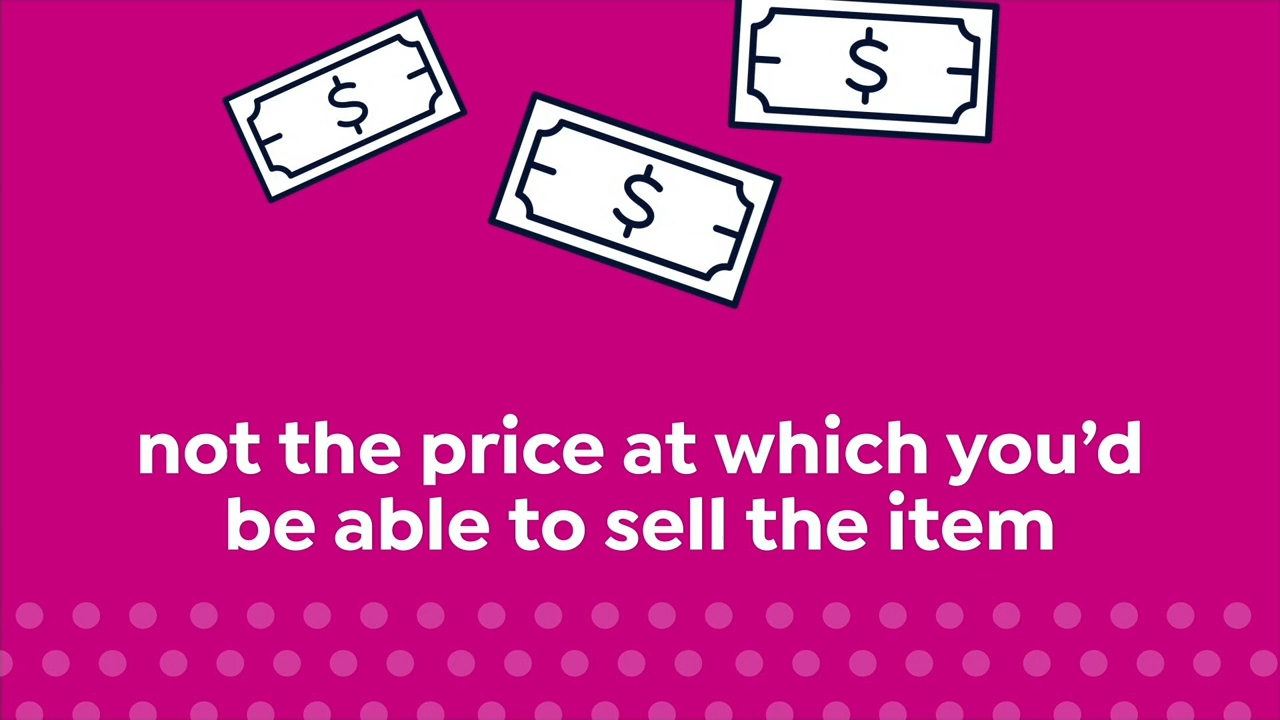 $
$
$
not the price at which you’d
be able to sell the item